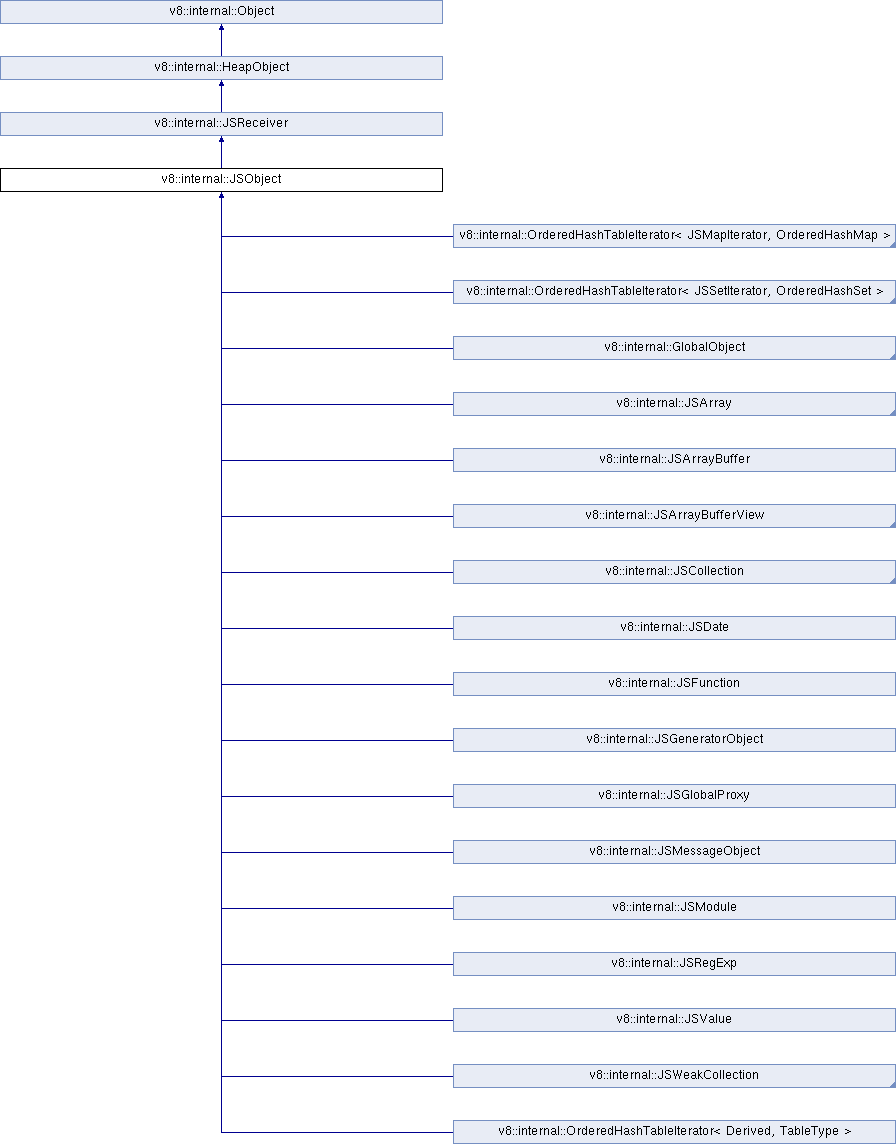 v8::internal::Object
v8::internal::HeapObject
v8::internal::JSReceiver
v8::internal::JSObject
v8::internal::OrderedHashTableIterator< JSMapIterator, OrderedHashMap >
v8::internal::OrderedHashTableIterator< JSSetIterator, OrderedHashSet >
v8::internal::GlobalObject
v8::internal::JSArray
v8::internal::JSArrayBuffer
v8::internal::JSArrayBufferView
v8::internal::JSCollection
v8::internal::JSDate
v8::internal::JSFunction
v8::internal::JSGeneratorObject
v8::internal::JSGlobalProxy
v8::internal::JSMessageObject
v8::internal::JSModule
v8::internal::JSRegExp
v8::internal::JSValue
v8::internal::JSWeakCollection
v8::internal::OrderedHashTableIterator< Derived, TableType >